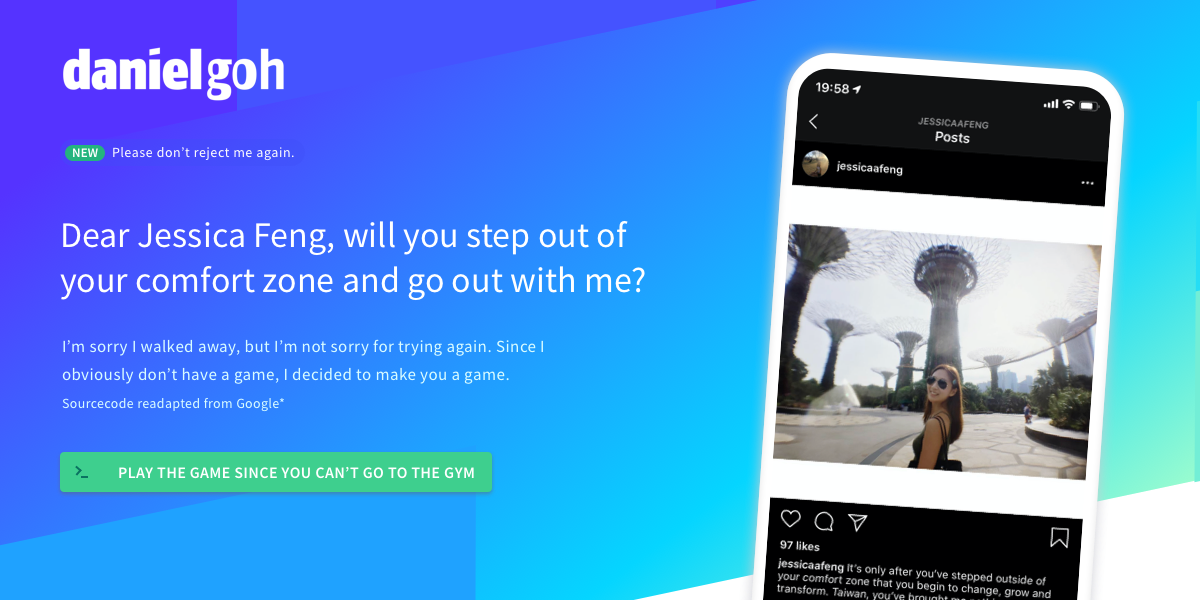 danielgoh
NEW Please don’t reject me again.
Dear Jessica Feng, will you step out of
your comfort zone and go out with me?
I’m sorry I walked away, but I’m not sorry for trying again. Since I
obviously don’t have a game, I decided to make you a game.
Sourcecode readapted from Google*
>_ PLAY THE GAME SINCE YOU CAN’T GO TO THE GYM
19:58
JESSICAAFENG
Posts
jessicaafeng
97 likes
jessicaafeng It’s only after you’ve stepped outside of
your comfort zone that you begin to change, grow and
transform. Taiwan, you’ve brought me